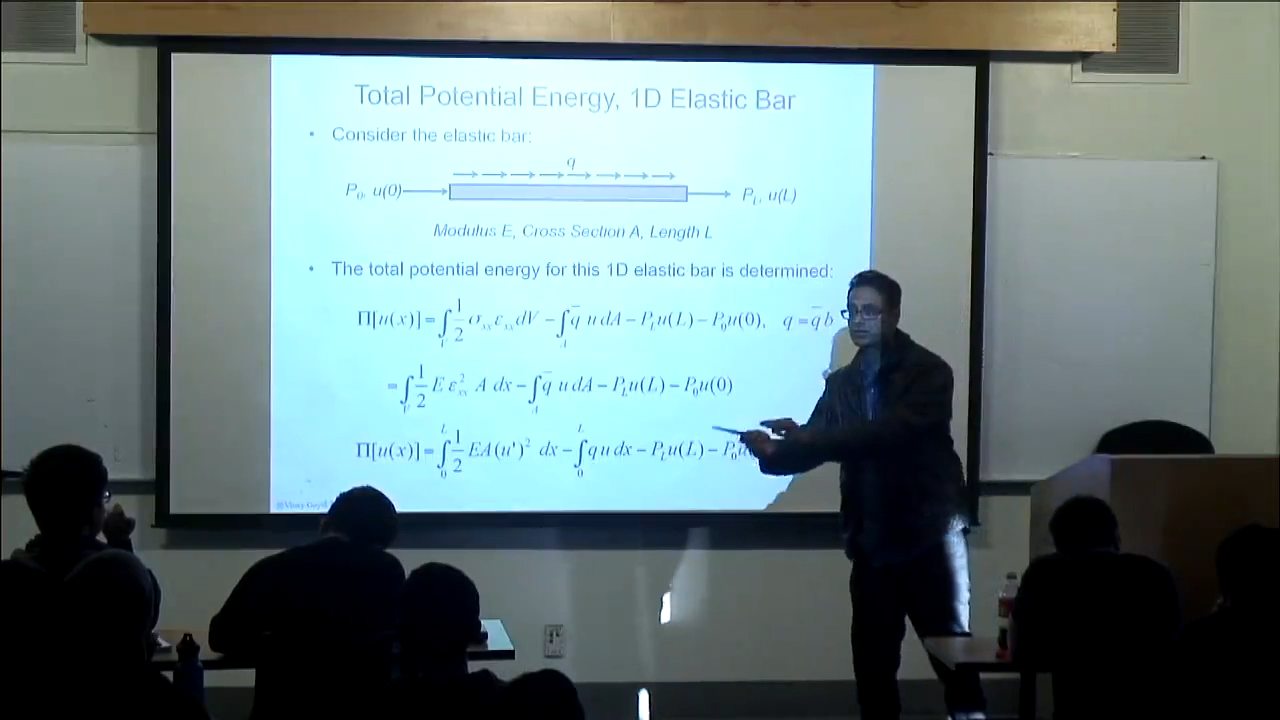 Total Potential Energy, 1D Elastic Bar
• Consider the elastic bar:
q
P₀, u(0)
P_L, u(L)
Modulus E, Cross Section A, Length L
• The total potential energy for this 1D elastic bar is determined:
Π[u(x)] = ∫_V 1/2 σ_xx ε_xx dV − ∫_A q̄ u dA − P_L u(L) − P₀u(0), q = q̄ b
= ∫ 1/2 E ε²_xx A dx − ∫_A q̄ u dA − P_L u(L) − P₀u(0)
Π[u(x)] = ∫₀^L 1/2 EA(u')² dx − ∫₀^L q u dx − P_L u(L) − P₀u(